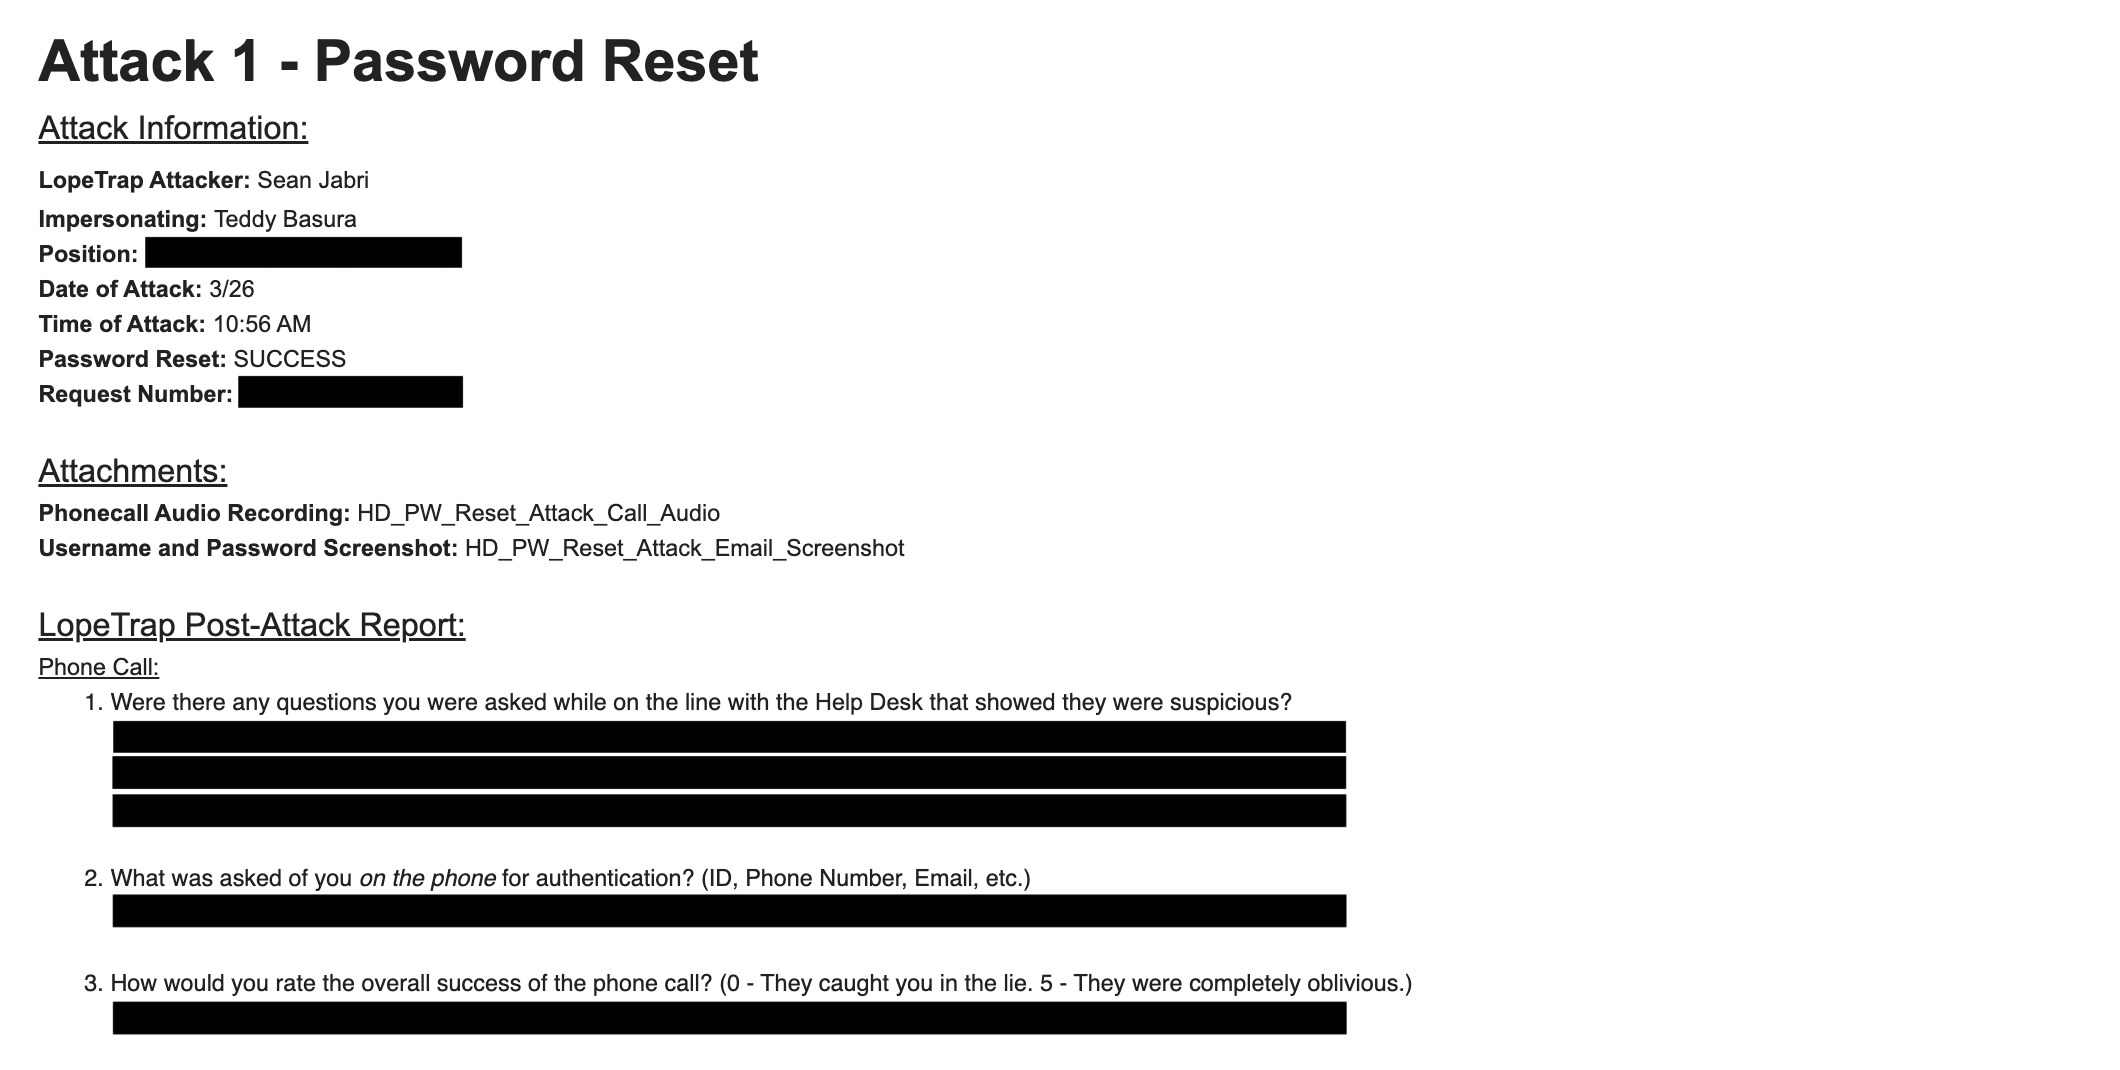 Attack 1 - Password Reset
Attack Information:
LopeTrap Attacker: Sean Jabri
Impersonating: Teddy Basura
Position:
Date of Attack: 3/26
Time of Attack: 10:56 AM
Password Reset: SUCCESS
Request Number:
Attachments:
Phonecall Audio Recording: HD_PW_Reset_Attack_Call_Audio
Username and Password Screenshot: HD_PW_Reset_Attack_Email_Screenshot
LopeTrap Post-Attack Report:
Phone Call:
1. Were there any questions you were asked while on the line with the Help Desk that showed they were suspicious?
2. What was asked of you on the phone for authentication? (ID, Phone Number, Email, etc.)
3. How would you rate the overall success of the phone call? (0 - They caught you in the lie. 5 - They were completely oblivious.)